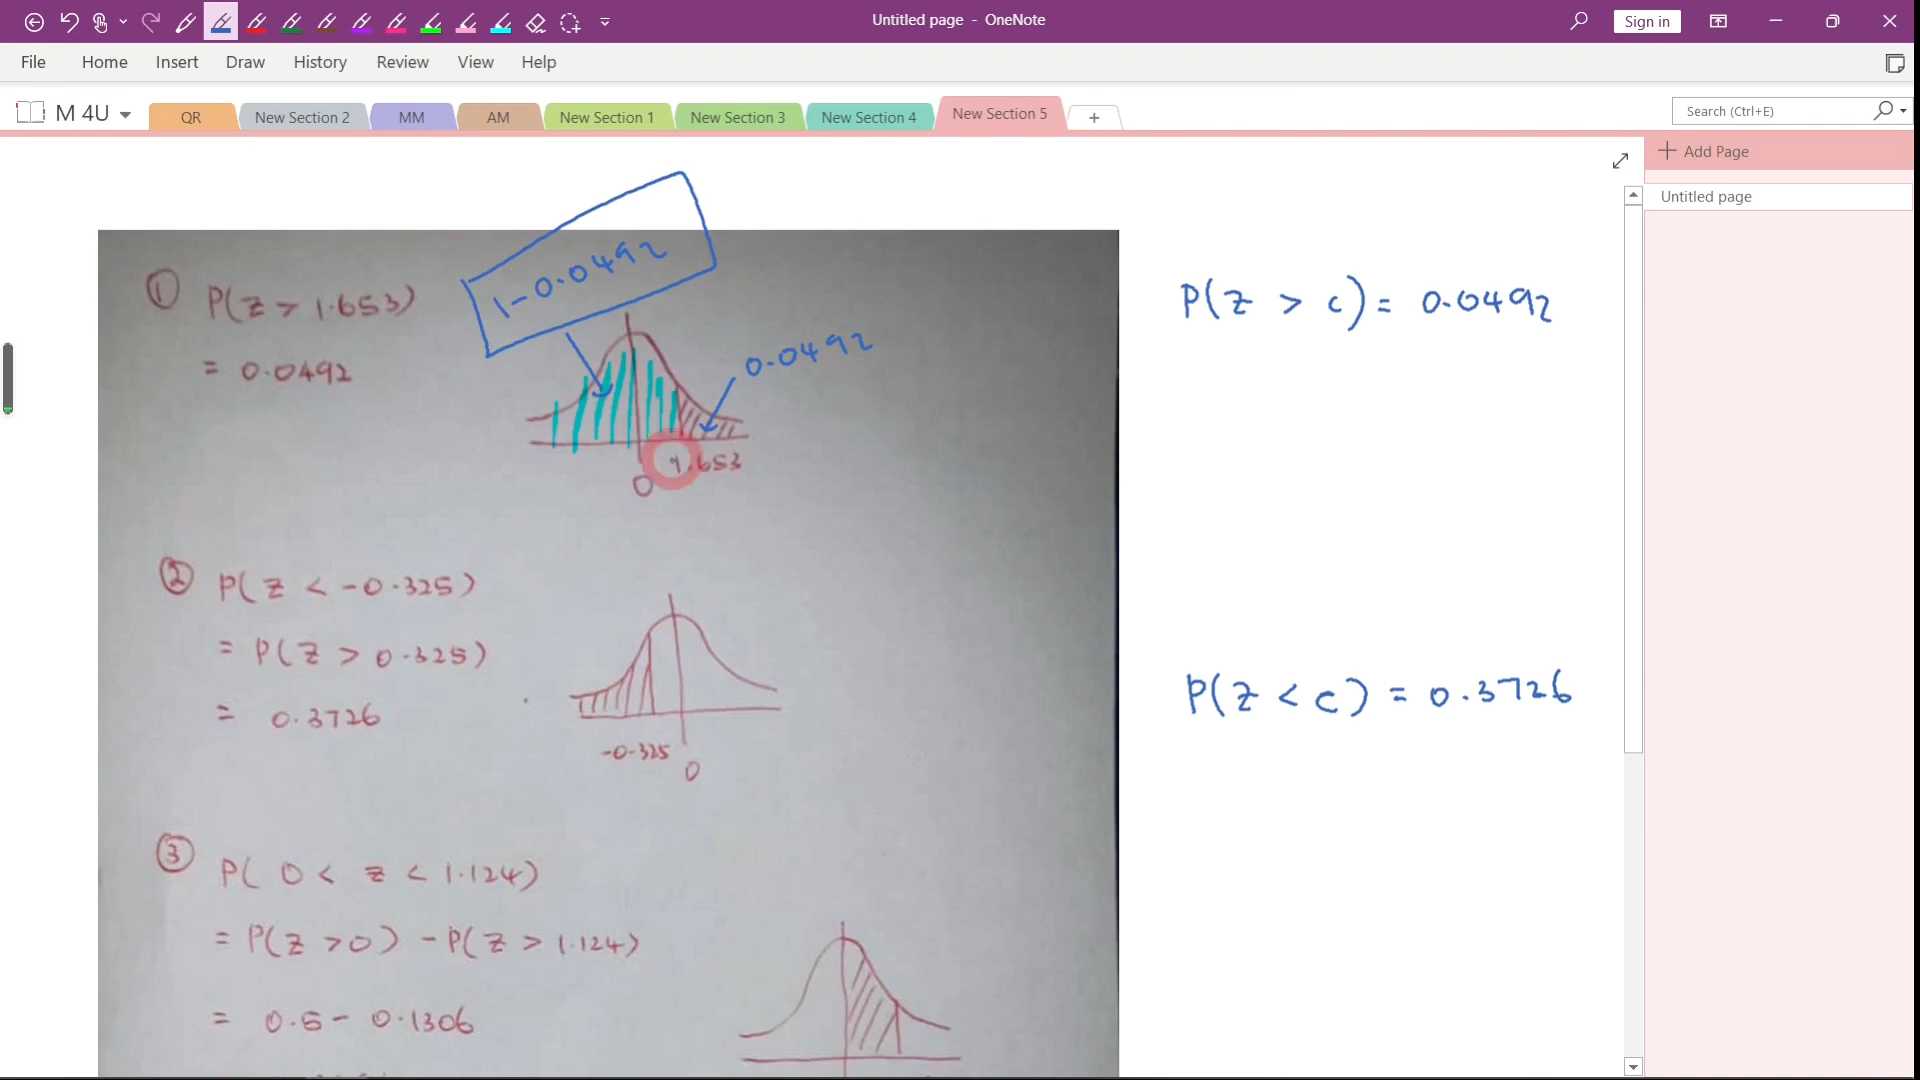 Untitled page - OneNote
Sign in
File Home Insert Draw History Review View Help
M 4U
QR New Section 2 MM AM New Section 1 New Section 3 New Section 4 New Section 5 +
Search (Ctrl+E)
Add Page
Untitled page
1-0.0492
① P(Z > 1.653)
= 0.0492
0.0492
1.653
0
P(Z > c) = 0.0492
② P(Z < -0.325)
= P(Z > 0.325)
= 0.3726
-0.325
0
P(Z < c) = 0.3726
③ P( 0 < Z < 1.124)
= P(Z >0) - P(Z > 1.124)
= 0.5 - 0.1306